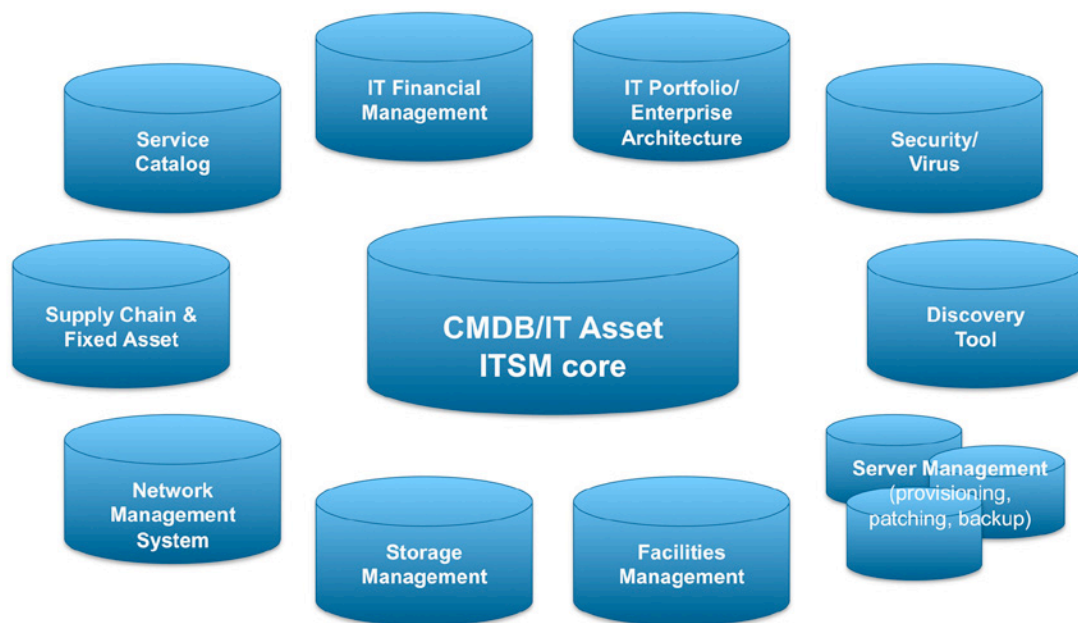 IT Financial
Management
IT Portfolio/
Enterprise
Architecture
Service
Catalog
Security/
Virus
Supply Chain &
Fixed Asset
CMDB/IT Asset
ITSM core
Discovery
Tool
Network
Management
System
Storage
Management
Facilities
Management
Server Management
(provisioning,
patching, backup)